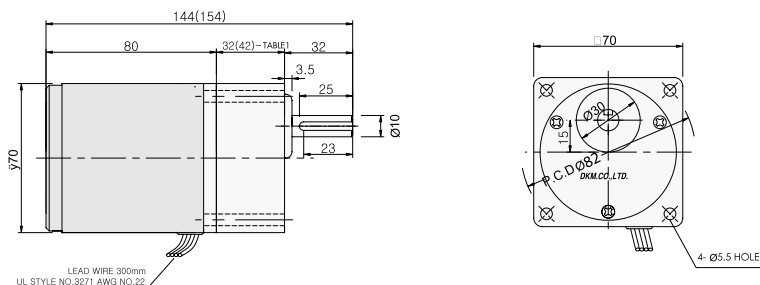 144(154)
80
32(42)-TABLE1
32
3.5
25
Ø10
23
ÿ70
LEAD WIRE 300mm
UL STYLE NO.3271 AWG NO.22
□70
Ø30
15
P.C.DØ82
DKM.CO.,LTD.
4- Ø5.5 HOLE